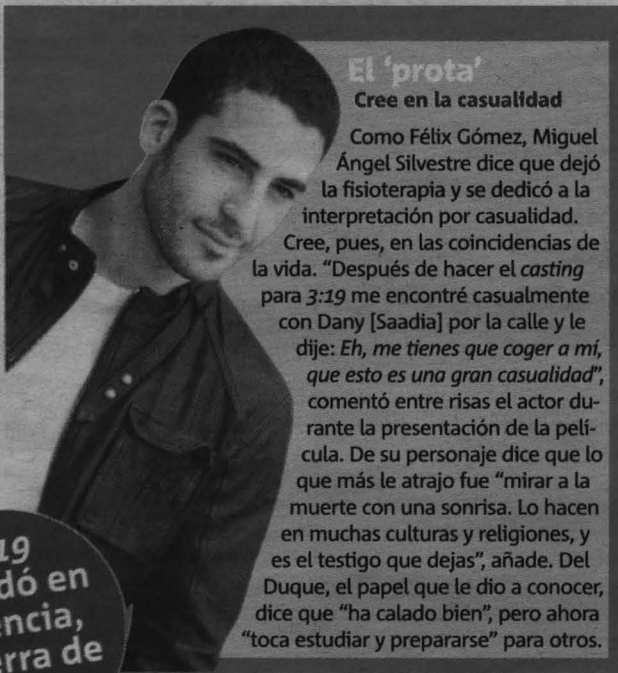 El 'prota'
Cree en la casualidad
Como Félix Gómez, Miguel
Ángel Silvestre dice que dejó
la fisioterapia y se dedicó a la
interpretación por casualidad.
Cree, pues, en las coincidencias de
la vida. “Después de hacer el casting
para 3:19 me encontré casualmente
con Dany [Saadia] por la calle y le
dije: Eh, me tienes que coger a mí,
que esto es una gran casualidad”,
comentó entre risas el actor du-
rante la presentación de la pelí-
cula. De su personaje dice que lo
que más le atrajo fue “mirar a la
muerte con una sonrisa. Lo hacen
en muchas culturas y religiones, y
es el testigo que dejas”, añade. Del
Duque, el papel que le dio a conocer,
dice que “ha calado bien”, pero ahora
“toca estudiar y prepararse” para otros.
19
dó en
encia,
erra de